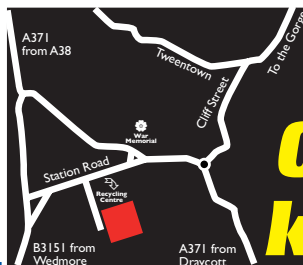 A371
from A38
Tweentown
To the Gorge
Cliff Street
War
Memorial
Station Road
Recycling
Centre
B3151 from
Wedmore
A371 from
Draycott